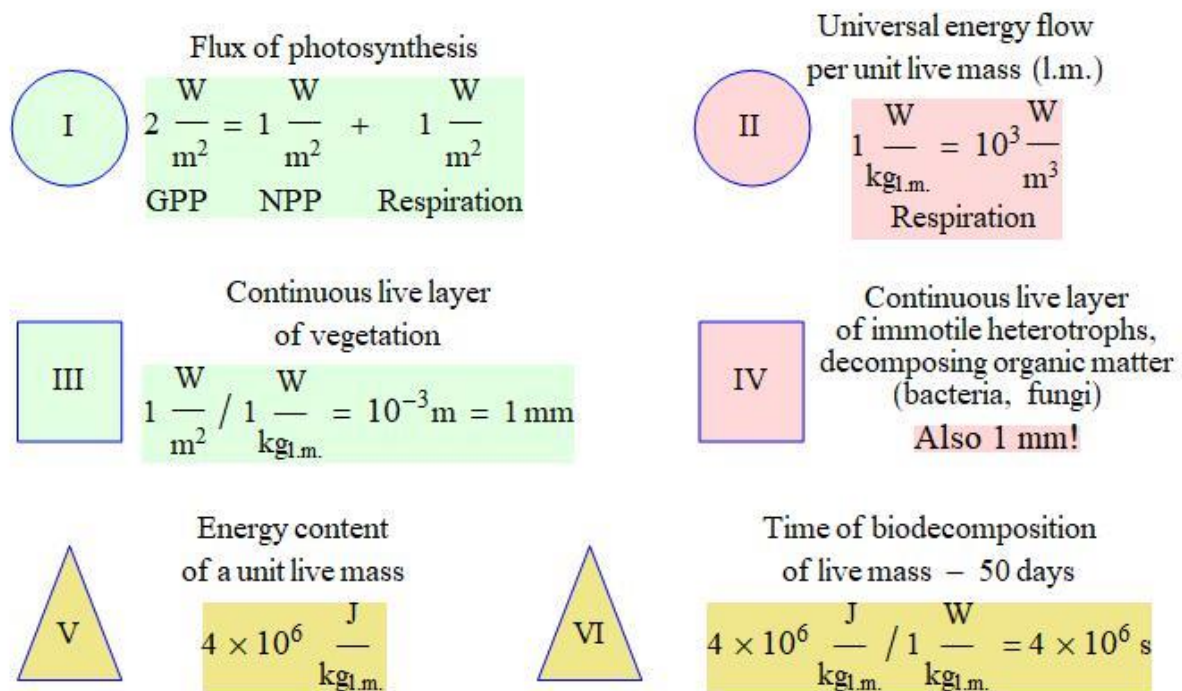 I
Flux of photosynthesis
2 W/m² = 1 W/m² + 1 W/m²
GPP NPP Respiration
II
Universal energy flow
per unit live mass (l.m.)
1 W/kg_l.m. = 10³ W/m³
Respiration
III
Continuous live layer
of vegetation
1 W/m² / 1 W/kg_l.m. = 10⁻³ m = 1 mm
IV
Continuous live layer
of immotile heterotrophs,
decomposing organic matter
(bacteria, fungi)
Also 1 mm!
V
Energy content
of a unit live mass
4 × 10⁶ J/kg_l.m.
VI
Time of biodecomposition
of live mass – 50 days
4 × 10⁶ J/kg_l.m. / 1 W/kg_l.m. = 4 × 10⁶ s